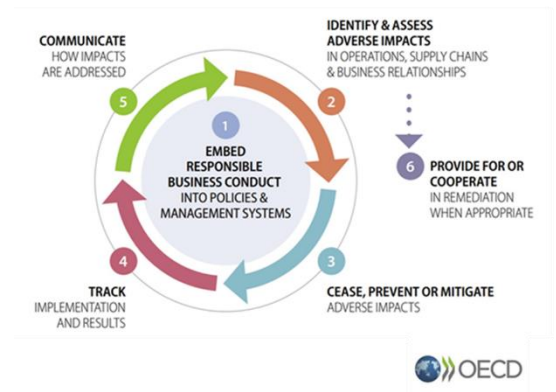 1
EMBED
RESPONSIBLE
BUSINESS CONDUCT
INTO POLICIES &
MANAGEMENT SYSTEMS
2
IDENTIFY & ASSESS
ADVERSE IMPACTS
IN OPERATIONS, SUPPLY CHAINS
& BUSINESS RELATIONSHIPS
3
CEASE, PREVENT OR MITIGATE
ADVERSE IMPACTS
4
TRACK
IMPLEMENTATION
AND RESULTS
5
COMMUNICATE
HOW IMPACTS
ARE ADDRESSED
6
PROVIDE FOR OR
COOPERATE
IN REMEDIATION
WHEN APPROPRIATE
OECD